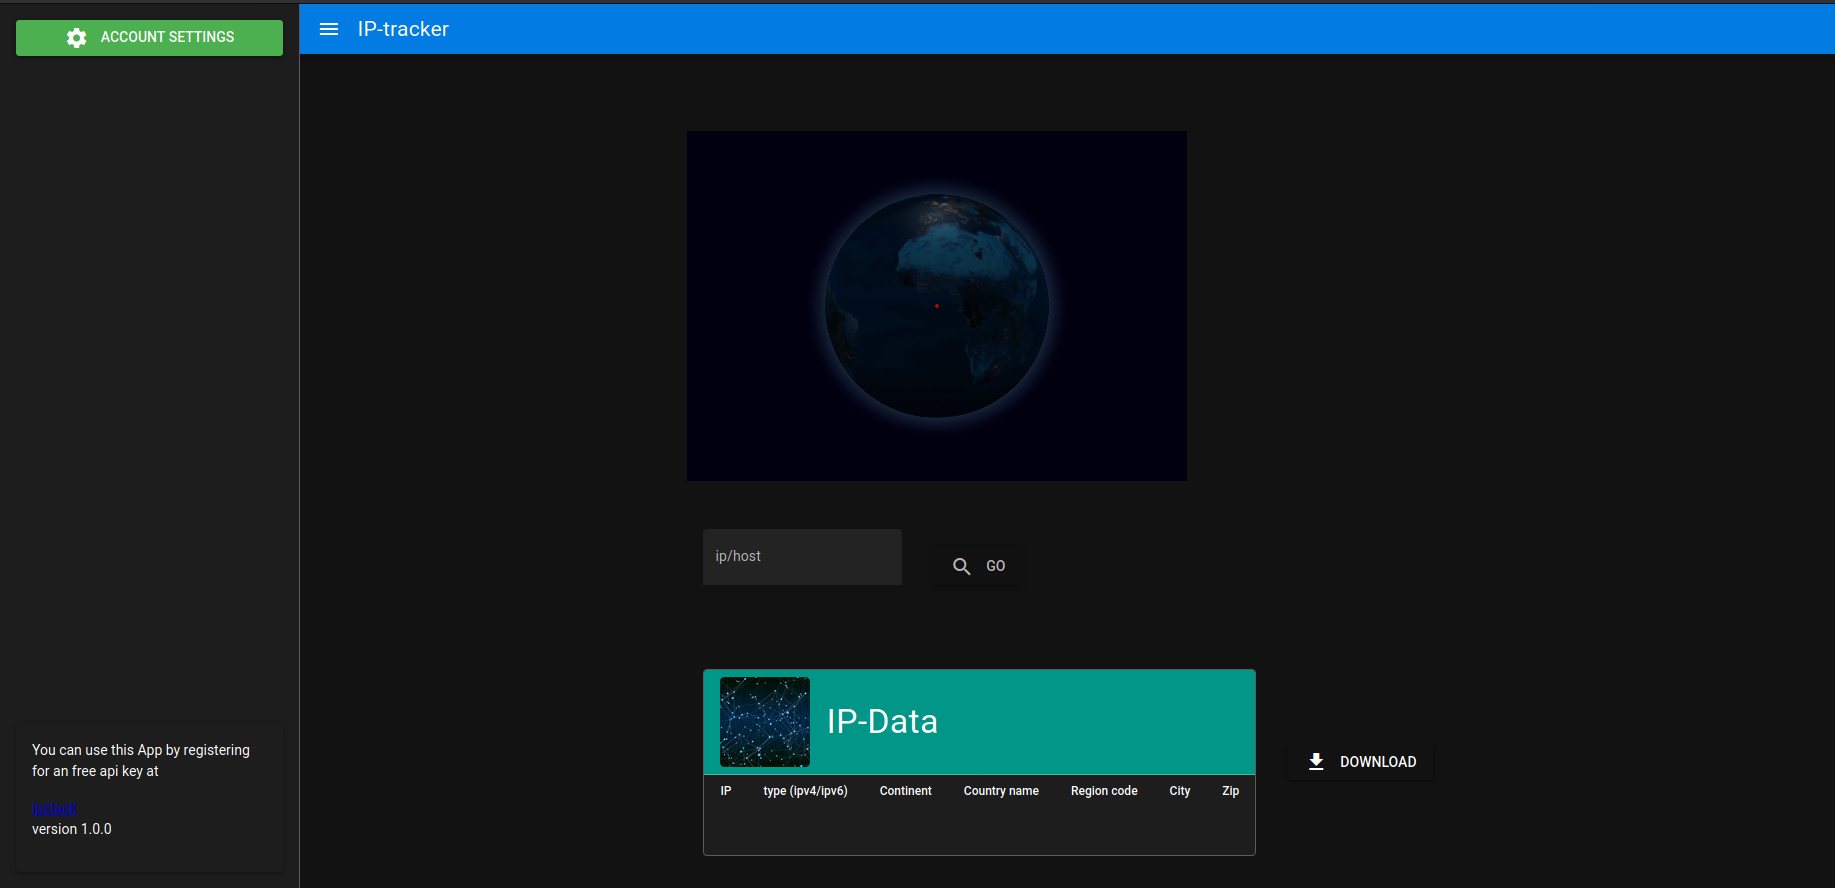 ACCOUNT SETTINGS
IP-tracker
ip/host
GO
IP-Data
DOWNLOAD
IP type (ipv4/ipv6) Continent Country name Region code City Zip
You can use this App by registering
for an free api key at
ipstack
version 1.0.0